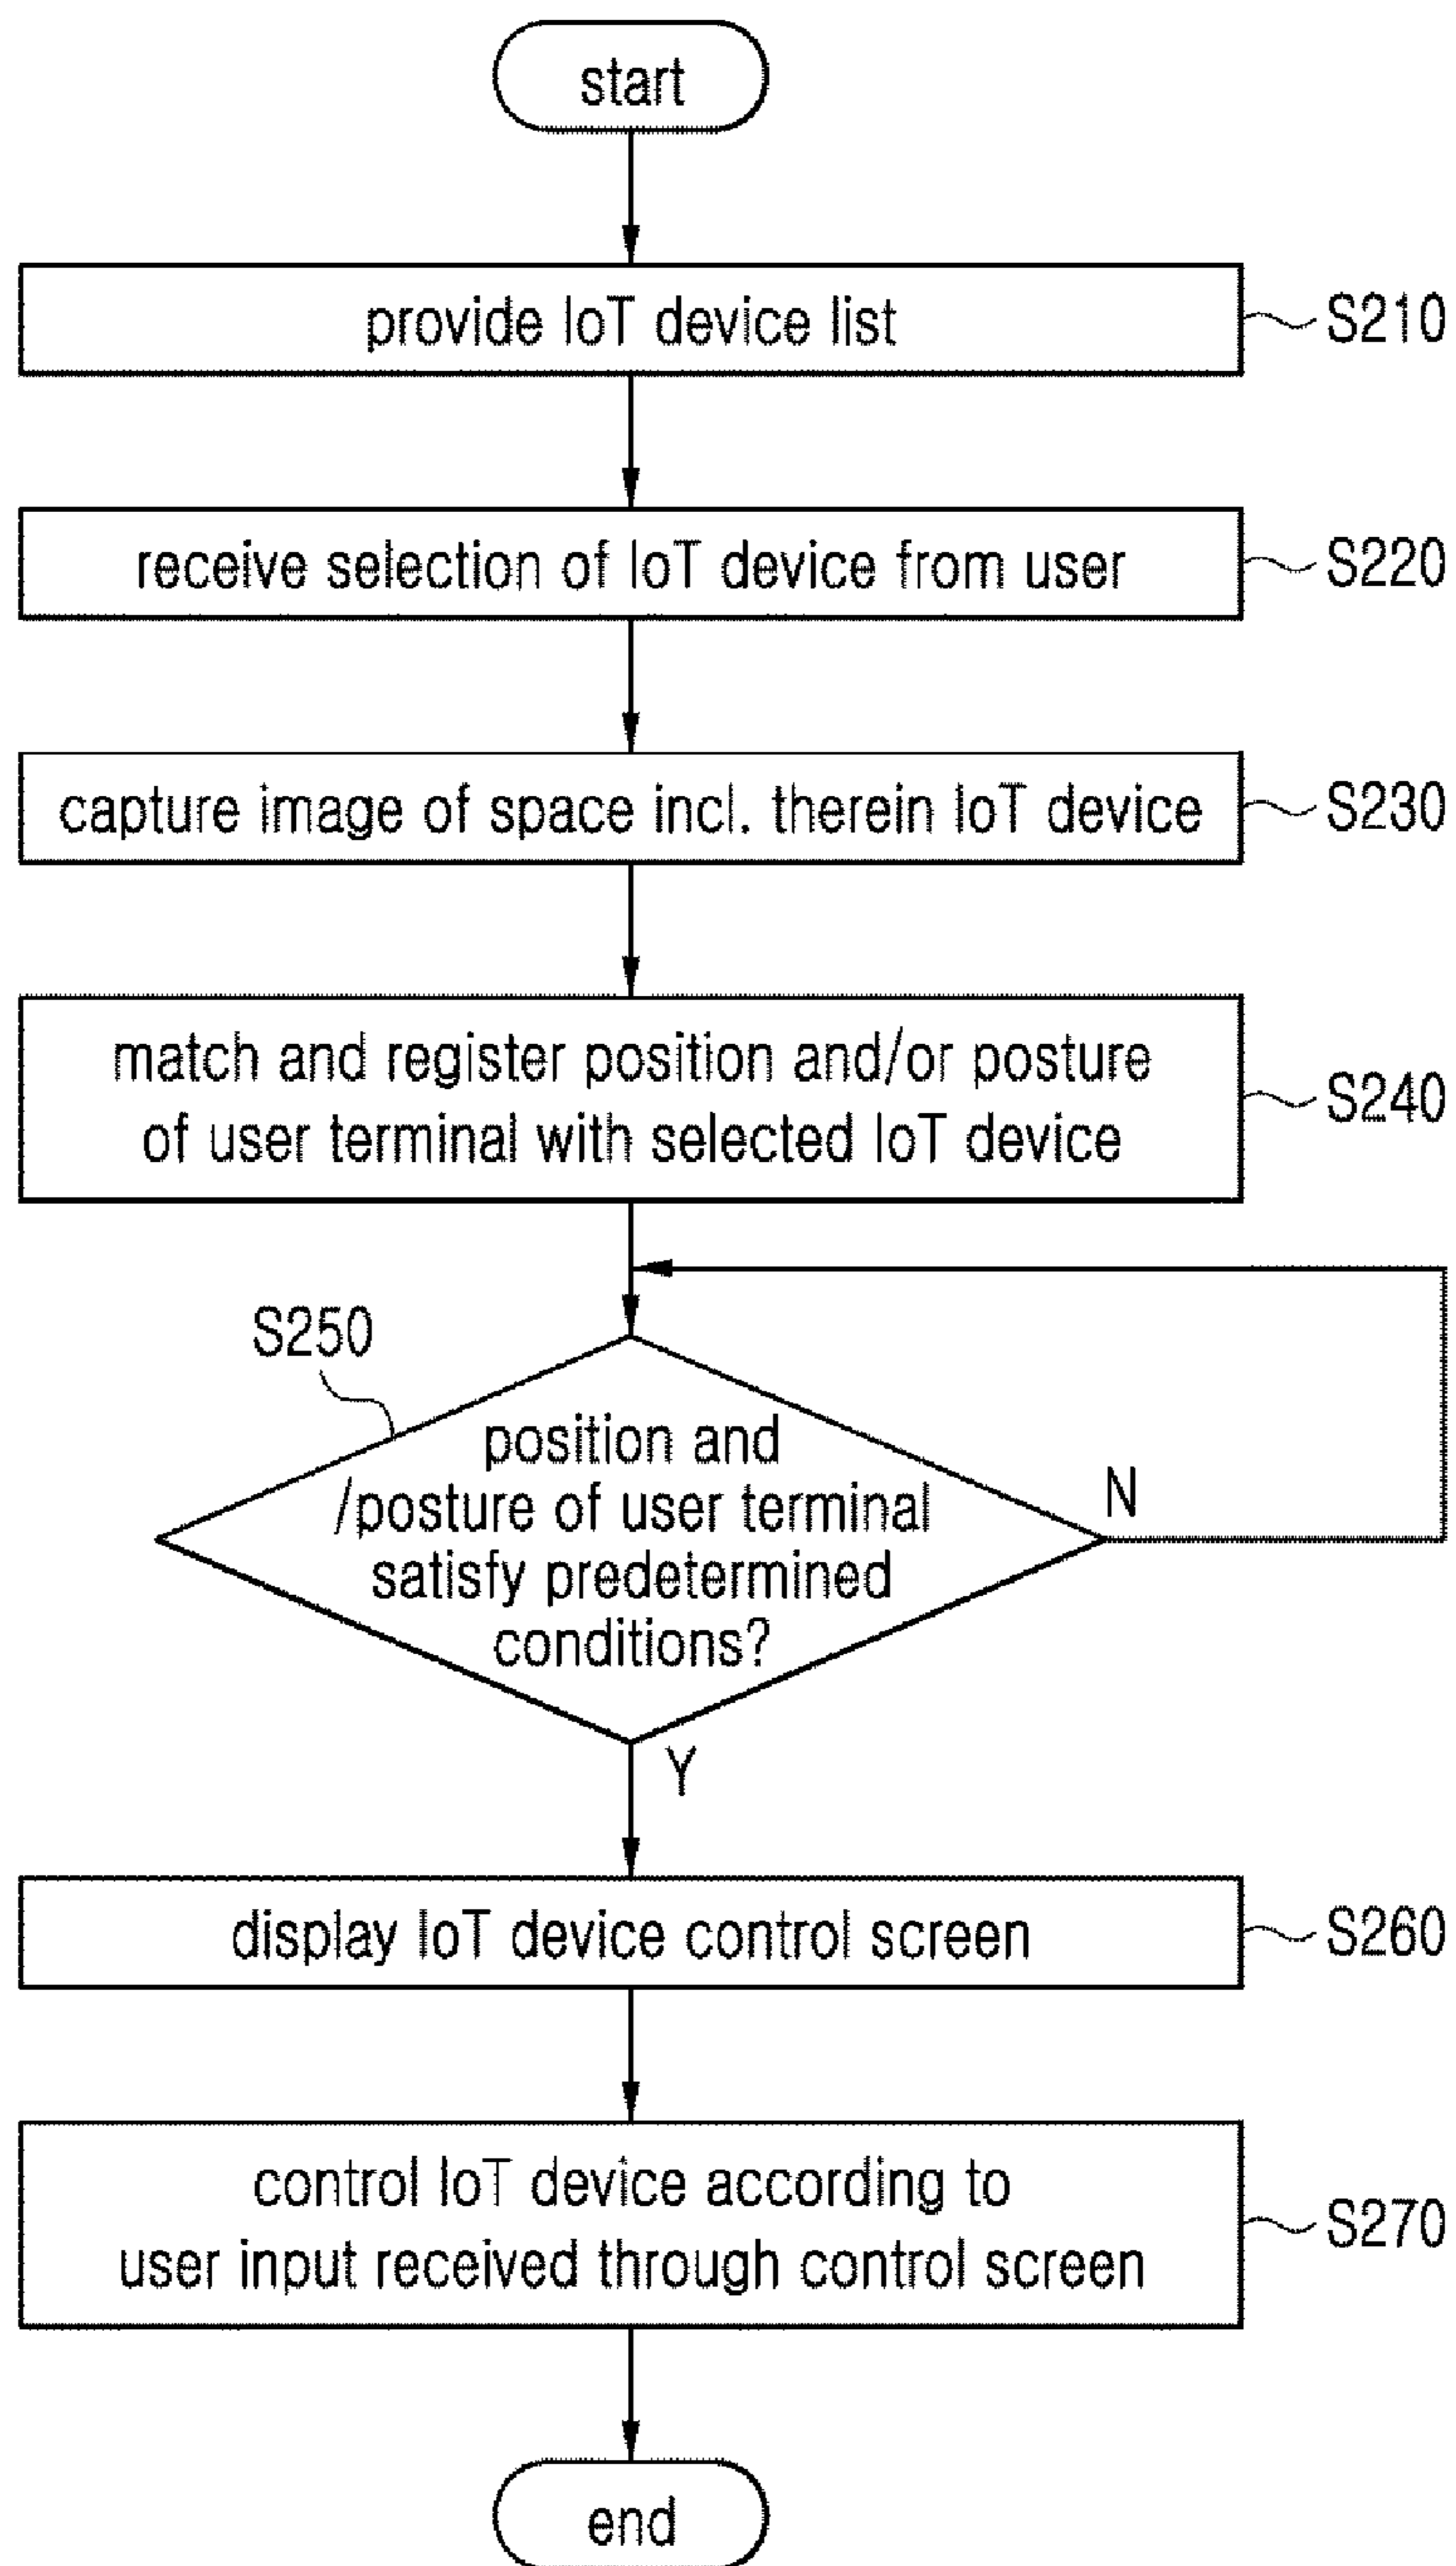 start
provide IoT device list
S210
receive selection of IoT device from user
S220
capture image of space incl. therein IoT device
S230
match and register position and/or posture
of user terminal with selected IoT device
S240
S250
position and
/posture of user terminal
satisfy predetermined
conditions?
N
Y
display IoT device control screen
S260
control IoT device according to
user input received through control screen
S270
end